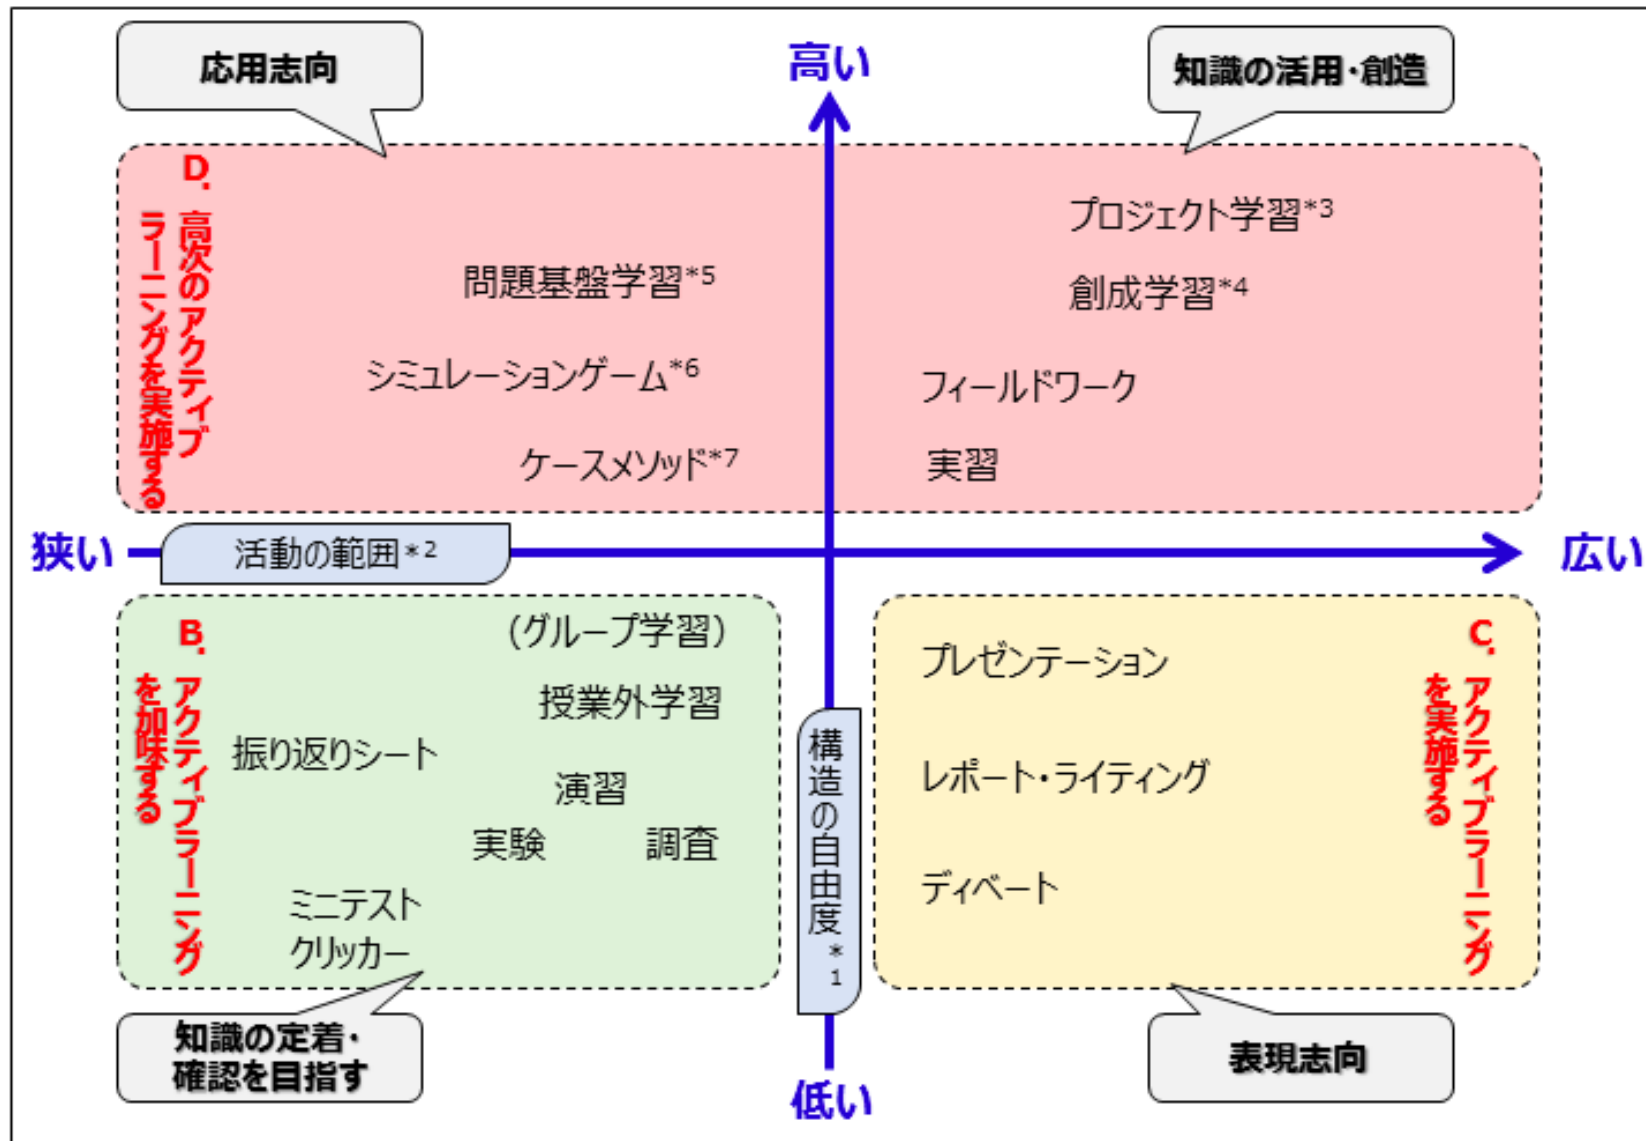 応用志向
高い
知識の活用・創造
D. 高次のアクティブ
ラーニングを実施する
プロジェクト学習*3
問題基盤学習*5
創成学習*4
シミュレーションゲーム*6
フィールドワーク
ケースメソッド*7
実習
狭い
活動の範囲*2
広い
B. アクティブラーニング
を加味する
(グループ学習)
授業外学習
振り返りシート
演習
実験
調査
ミニテスト
クリッカー
構造の自由度*1
C. アクティブラーニング
を実施する
プレゼンテーション
レポート・ライティング
ディベート
知識の定着・
確認を目指す
低い
表現志向